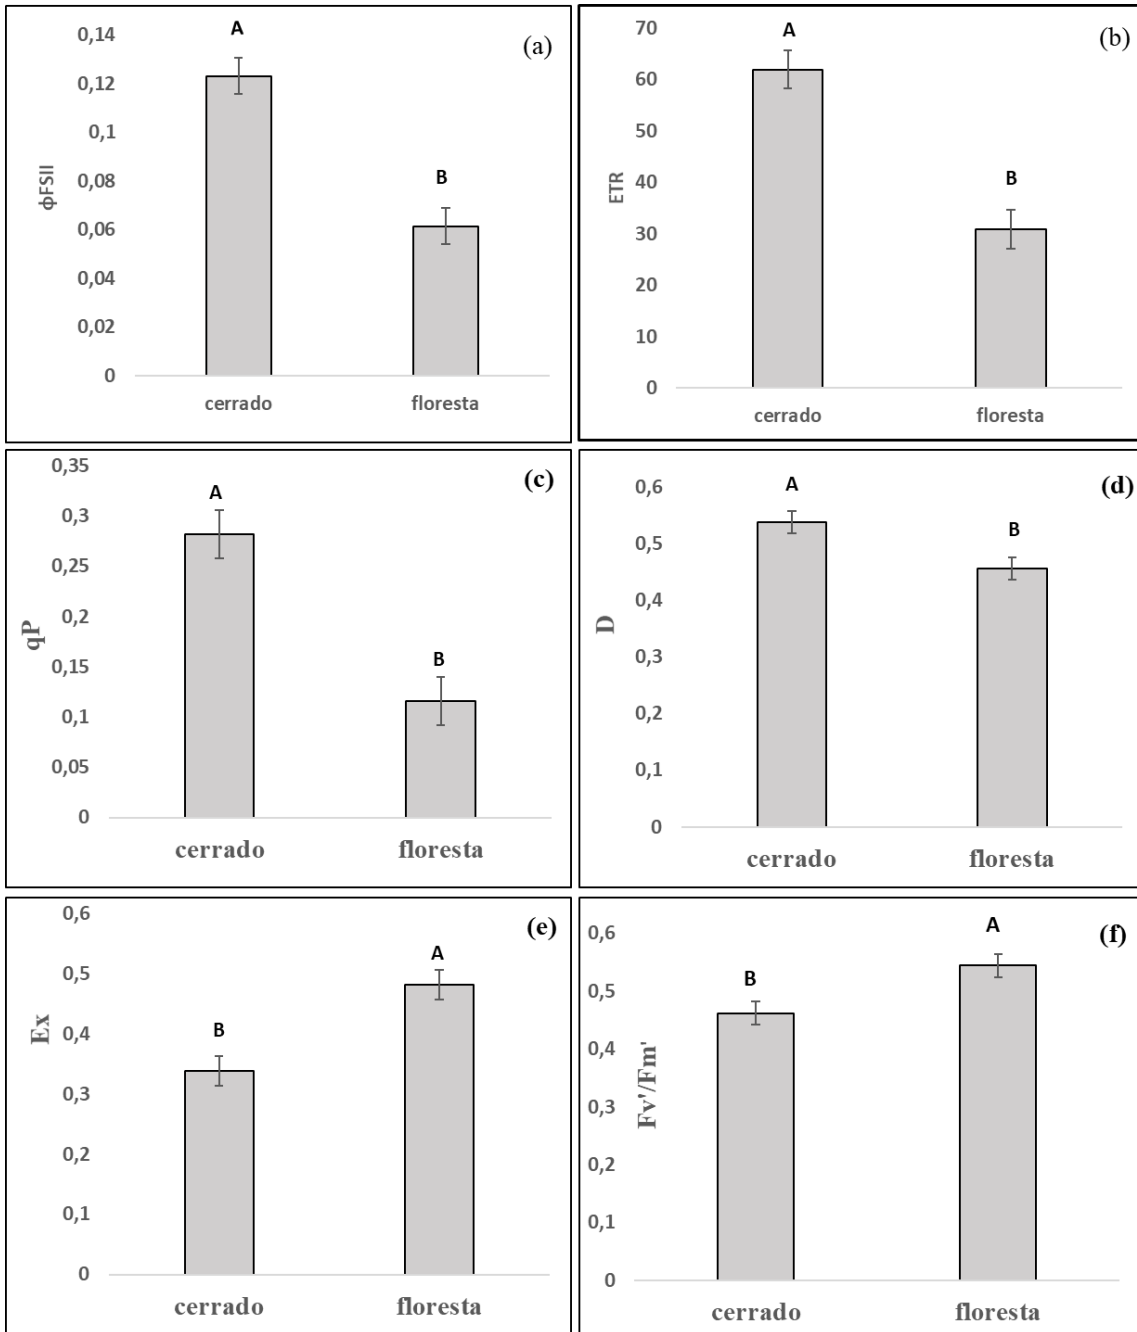 (a)
A
B
ϕFSII
0,14
0,12
0,1
0,08
0,06
0,04
0,02
0
cerrado floresta
(b)
A
B
ETR
70
60
50
40
30
20
10
0
cerrado floresta
(c)
A
B
qP
0,35
0,3
0,25
0,2
0,15
0,1
0,05
0
cerrado floresta
(d)
A
B
D
0,6
0,5
0,4
0,3
0,2
0,1
0
cerrado floresta
(e)
B
A
Ex
0,6
0,5
0,4
0,3
0,2
0,1
0
cerrado floresta
(f)
B
A
Fv'/Fm'
0,6
0,5
0,4
0,3
0,2
0,1
0
cerrado floresta